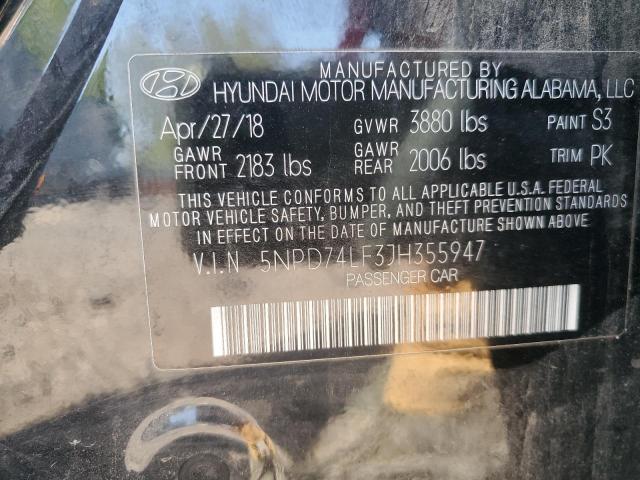 MANUFACTURED BY
HYUNDAI MOTOR MANUFACTURING ALABAMA, LLC
Apr/27/18 GVWR 3880 lbs PAINT S3
GAWR FRONT 2183 lbs GAWR REAR 2006 lbs TRIM PK
THIS VEHICLE CONFORMS TO ALL APPLICABLE U.S.A. FEDERAL
MOTOR VEHICLE SAFETY, BUMPER, AND THEFT PREVENTION STANDARDS
IN EFFECT ON THE DATE OF MANUFACTURE SHOWN ABOVE.
V.I.N 5NPD74LF3JH355947
PASSENGER CAR